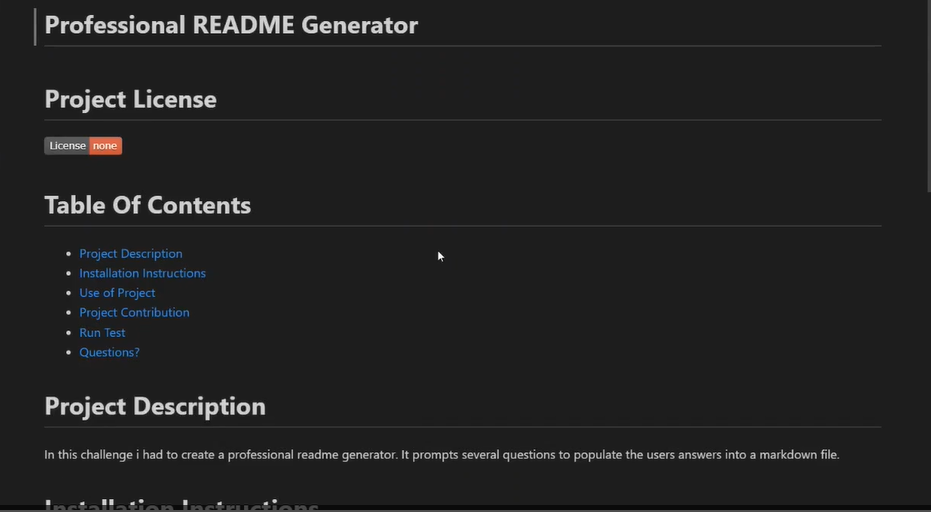 Professional README Generator
Project License
License none
Table Of Contents
Project Description
Installation Instructions
Use of Project
Project Contribution
Run Test
Questions?
Project Description
In this challenge i had to create a professional readme generator. It prompts several questions to populate the users answers into a markdown file.
Installation Instructions